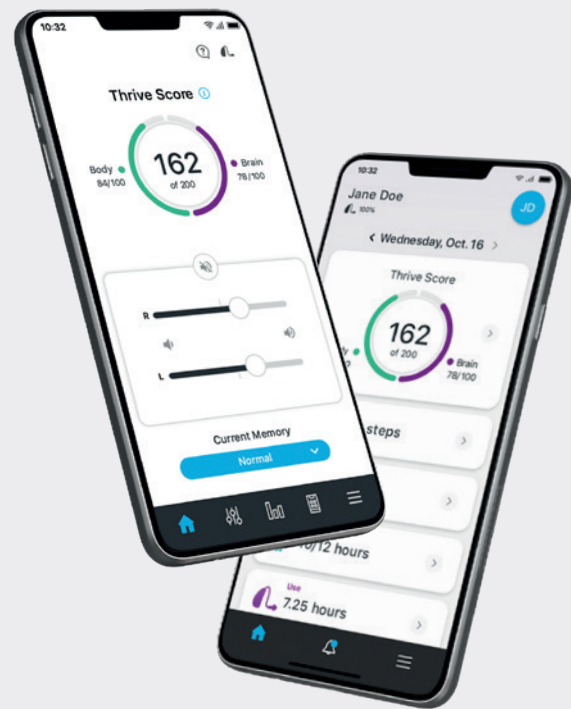 10:32
Thrive Score
Body
84/100
162
of 200
Brain
78/100
R
L
Current Memory
Normal
10:32
Jane Doe
100%
JD
Wednesday, Oct. 16
Thrive Score
162
of 200
Brain
78/100
steps
/12 hours
Use
7.25 hours